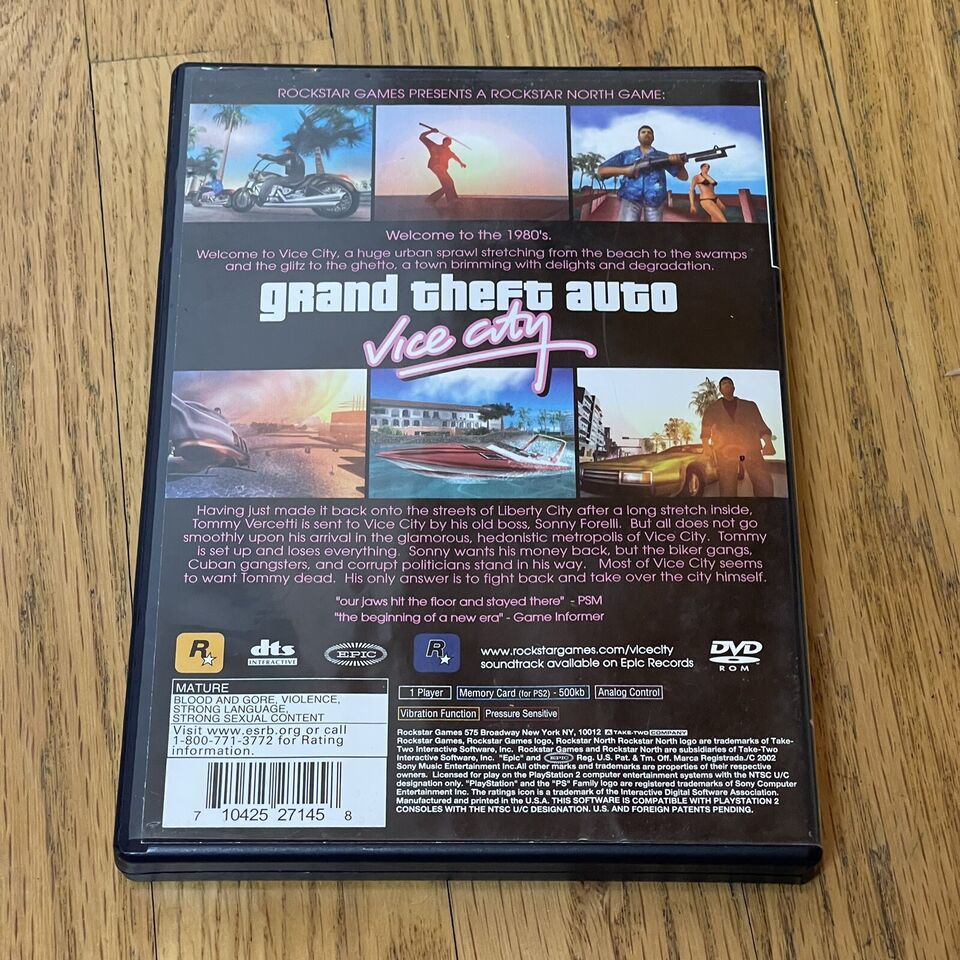 ROCKSTAR GAMES PRESENTS A ROCKSTAR NORTH GAME:
Welcome to the 1980's.
Welcome to Vice City, a huge urban sprawl stretching from the beach to the swamps
and the glitz to the ghetto, a town brimming with delights and degradation.
grand theft auto
Vice City
Having just made it back onto the streets of Liberty City after a long stretch inside,
Tommy Vercetti is sent to Vice City by his old boss, Sonny Forelli. But all does not go
smoothly upon his arrival in the glamorous, hedonistic metropolis of Vice City. Tommy
is set up and loses everything. Sonny wants his money back, but the biker gangs,
Cuban gangsters, and corrupt politicians stand in his way. Most of Vice City seems
to want Tommy dead. His only answer is to fight back and take over the city himself.
"our jaws hit the floor and stayed there" - PSM
"the beginning of a new era" - Game Informer
R
dts
INTERACTIVE
EPIC
R
www.rockstargames.com/vicecity
soundtrack available on Epic Records
DVD
ROM
MATURE
BLOOD AND GORE, VIOLENCE,
STRONG LANGUAGE,
STRONG SEXUAL CONTENT
Visit www.esrb.org or call
1-800-771-3772 for Rating
information.
7 10425 27145 8
1 Player Memory Card (for PS2) - 500kb Analog Control
Vibration Function Pressure Sensitive
Rockstar Games 575 Broadway New York NY, 10012 A TAKE-TWO COMPANY
Rockstar Games, Rockstar Games logo, Rockstar North Rockstar North logo are trademarks of Take-
Two Interactive Software, Inc. Rockstar Games and Rockstar North are subsidiaries of Take-Two
Interactive Software, Inc. "Epic" and EPIC Reg. U.S. Pat. & Tm. Off. Marca Registrada./C 2002
Sony Music Entertainment Inc.All other marks and trademarks are properties of their respective
owners. Licensed for play on the PlayStation 2 computer entertainment systems with the NTSC U/C
designation only. "PlayStation" and the "PS" Family logo are registered trademarks of Sony Computer
Entertainment Inc. The ratings icon is a trademark of the Interactive Digital Software Association.
Manufactured and printed in the U.S.A. THIS SOFTWARE IS COMPATIBLE WITH PLAYSTATION 2
CONSOLES WITH THE NTSC U/C DESIGNATION. U.S. AND FOREIGN PATENTS PENDING.